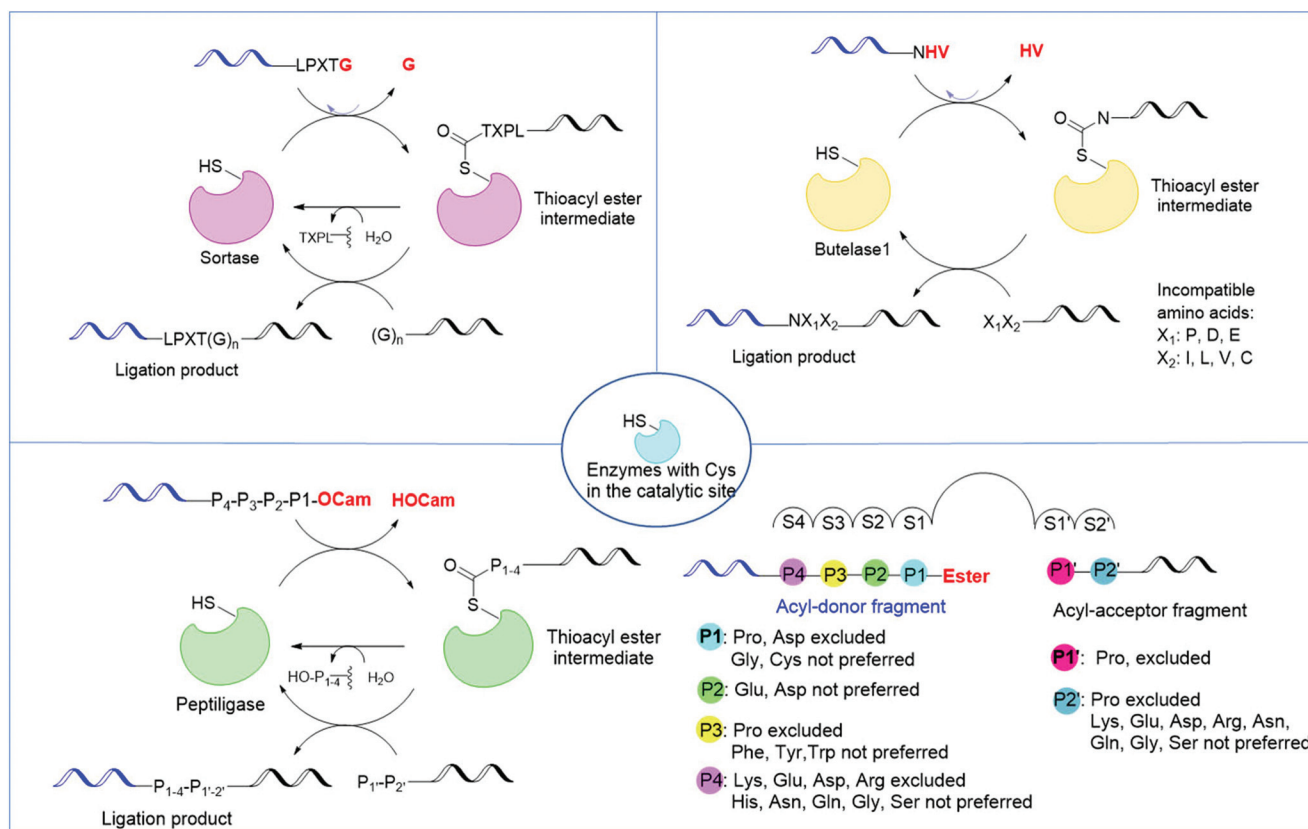 LPXTG G
O
TXPL
S
HS
Thioacyl ester
intermediate
TXPL H₂O
Sortase
LPXT(G)n (G)n
Ligation product
NHV HV
O
N
S
HS
Thioacyl ester
intermediate
Butelase1
NX₁X₂ X₁X₂
Ligation product
Incompatible
amino acids:
X₁: P, D, E
X₂: I, L, V, C
HS
Enzymes with Cys
in the catalytic site
P₄-P₃-P₂-P1-OCam HOCam
O
P₁₋₄
S
HS
Thioacyl ester
intermediate
HO-P₁₋₄ H₂O
Peptiligase
P₁₋₄-P₁'₋₂' P₁'-P₂'
Ligation product
S4 S3 S2 S1 S1' S2'
P4 P3 P2 P1 Ester P1' P2'
Acyl-donor fragment
Acyl-acceptor fragment
P1: Pro, Asp excluded
Gly, Cys not preferred
P2: Glu, Asp not preferred
P3: Pro excluded
Phe, Tyr,Trp not preferred
P4: Lys, Glu, Asp, Arg excluded
His, Asn, Gln, Gly, Ser not preferred
P1': Pro, excluded
P2': Pro excluded
Lys, Glu, Asp, Arg, Asn,
Gln, Gly, Ser not preferred